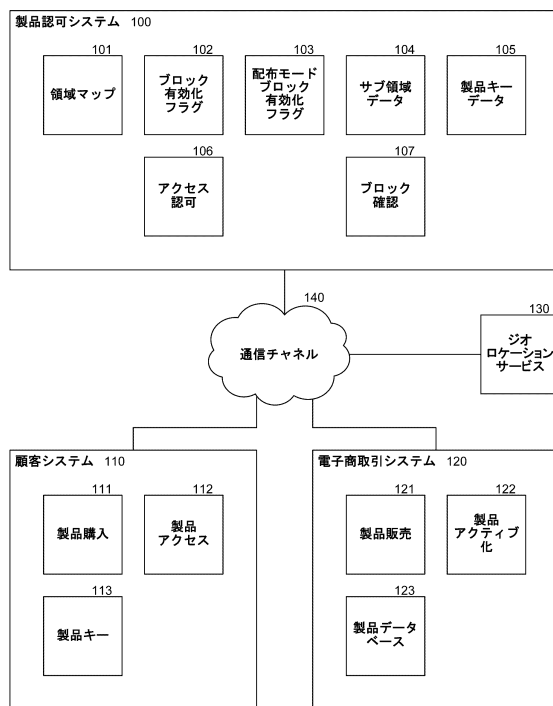 製品認可システム 100
101
102
103
104
105
領域マップ
ブロック
有効化
フラグ
配布モード
ブロック
有効化
フラグ
サブ領域
データ
製品キー
データ
106
107
アクセス
認可
ブロック
確認
140
通信チャネル
130
ジオ
ロケーション
サービス
顧客システム 110
111
112
製品購入
製品
アクセス
113
製品キー
電子商取引システム 120
121
122
製品販売
製品
アクティブ
化
123
製品データ
ベース